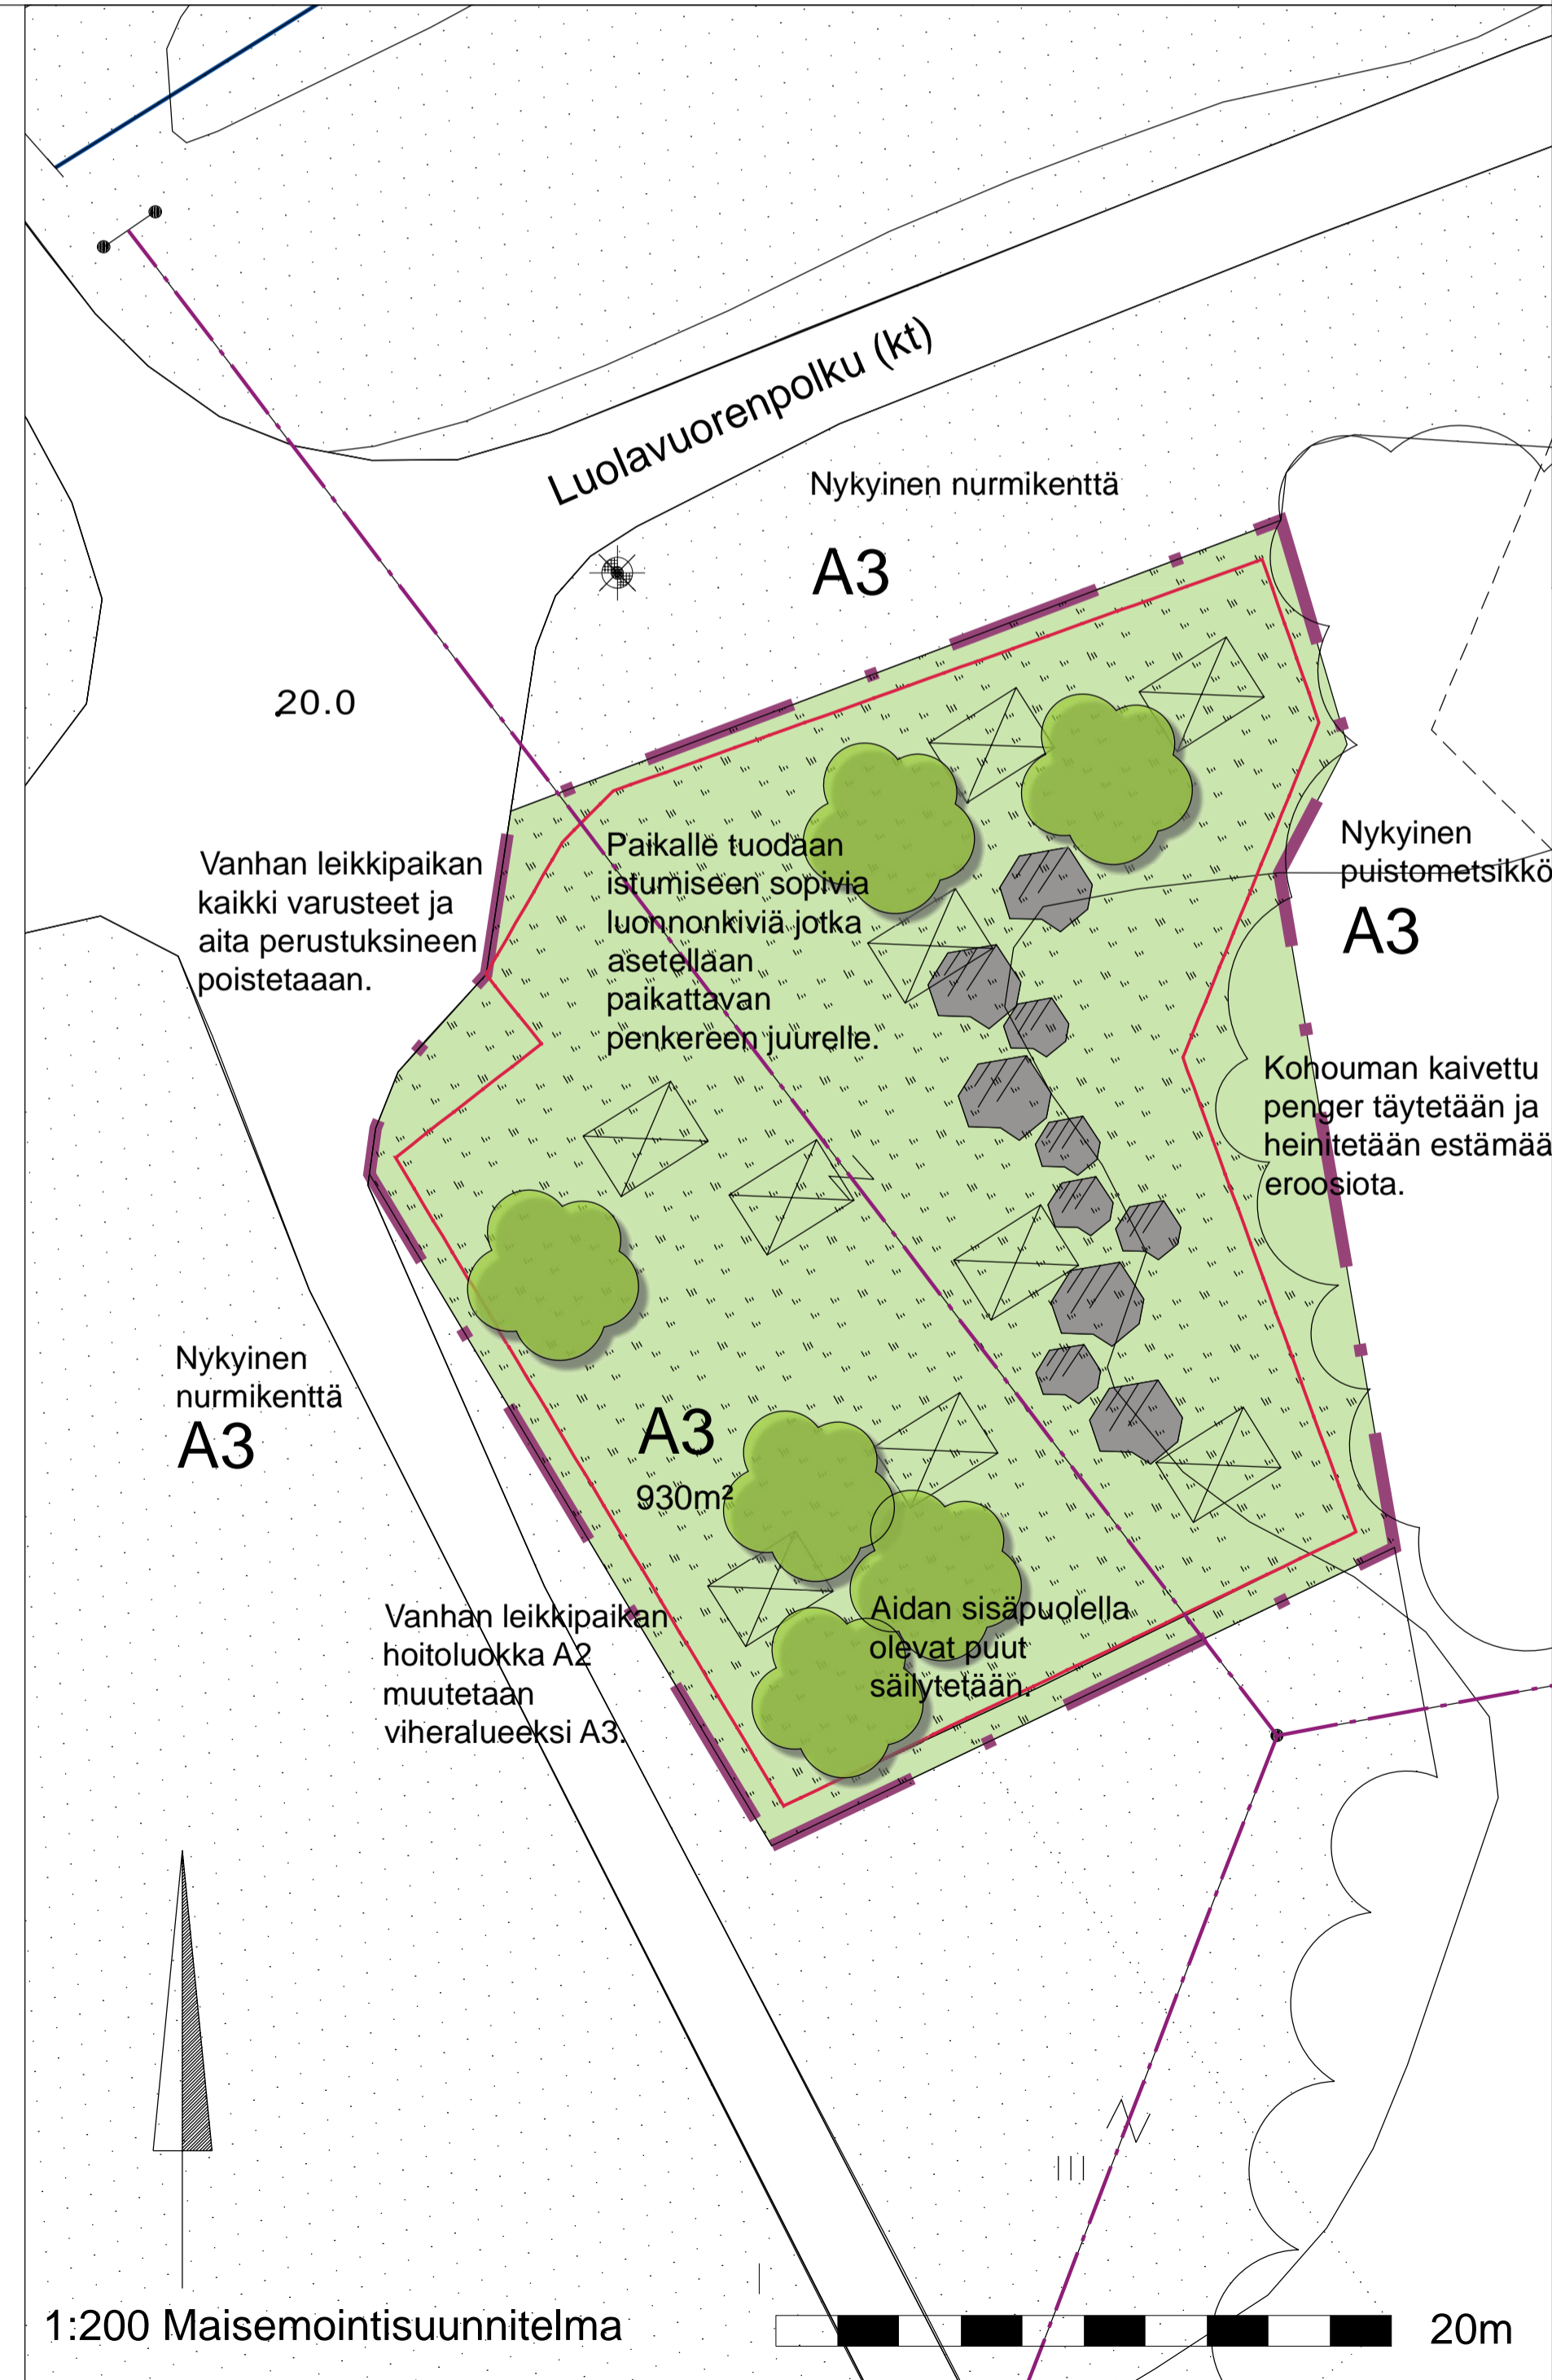 Luolavuorenpolku (kt)
Nykyinen nurmikenttä
A3
20.0
Vanhan leikkipaikan
kaikki varusteet ja
aita perustuksineen
poistetaaan.
Paikalle tuodaan
istumiseen sopivia
luonnonkiviä jotka
asetellaan
paikattavan
penkereen juurelle.
Nykyinen
puistometsikkö
A3
Kohouman kaivettu
penger täytetään ja
heinitetään estämää
eroosiota.
Nykyinen
nurmikenttä
A3
A3
930m²
Vanhan leikkipaikan
hoitoluokka A2
muutetaan
viheralueeksi A3.
Aidan sisäpuolella
olevat puut
säilytetään.
1:200 Maisemointisuunnitelma
20m